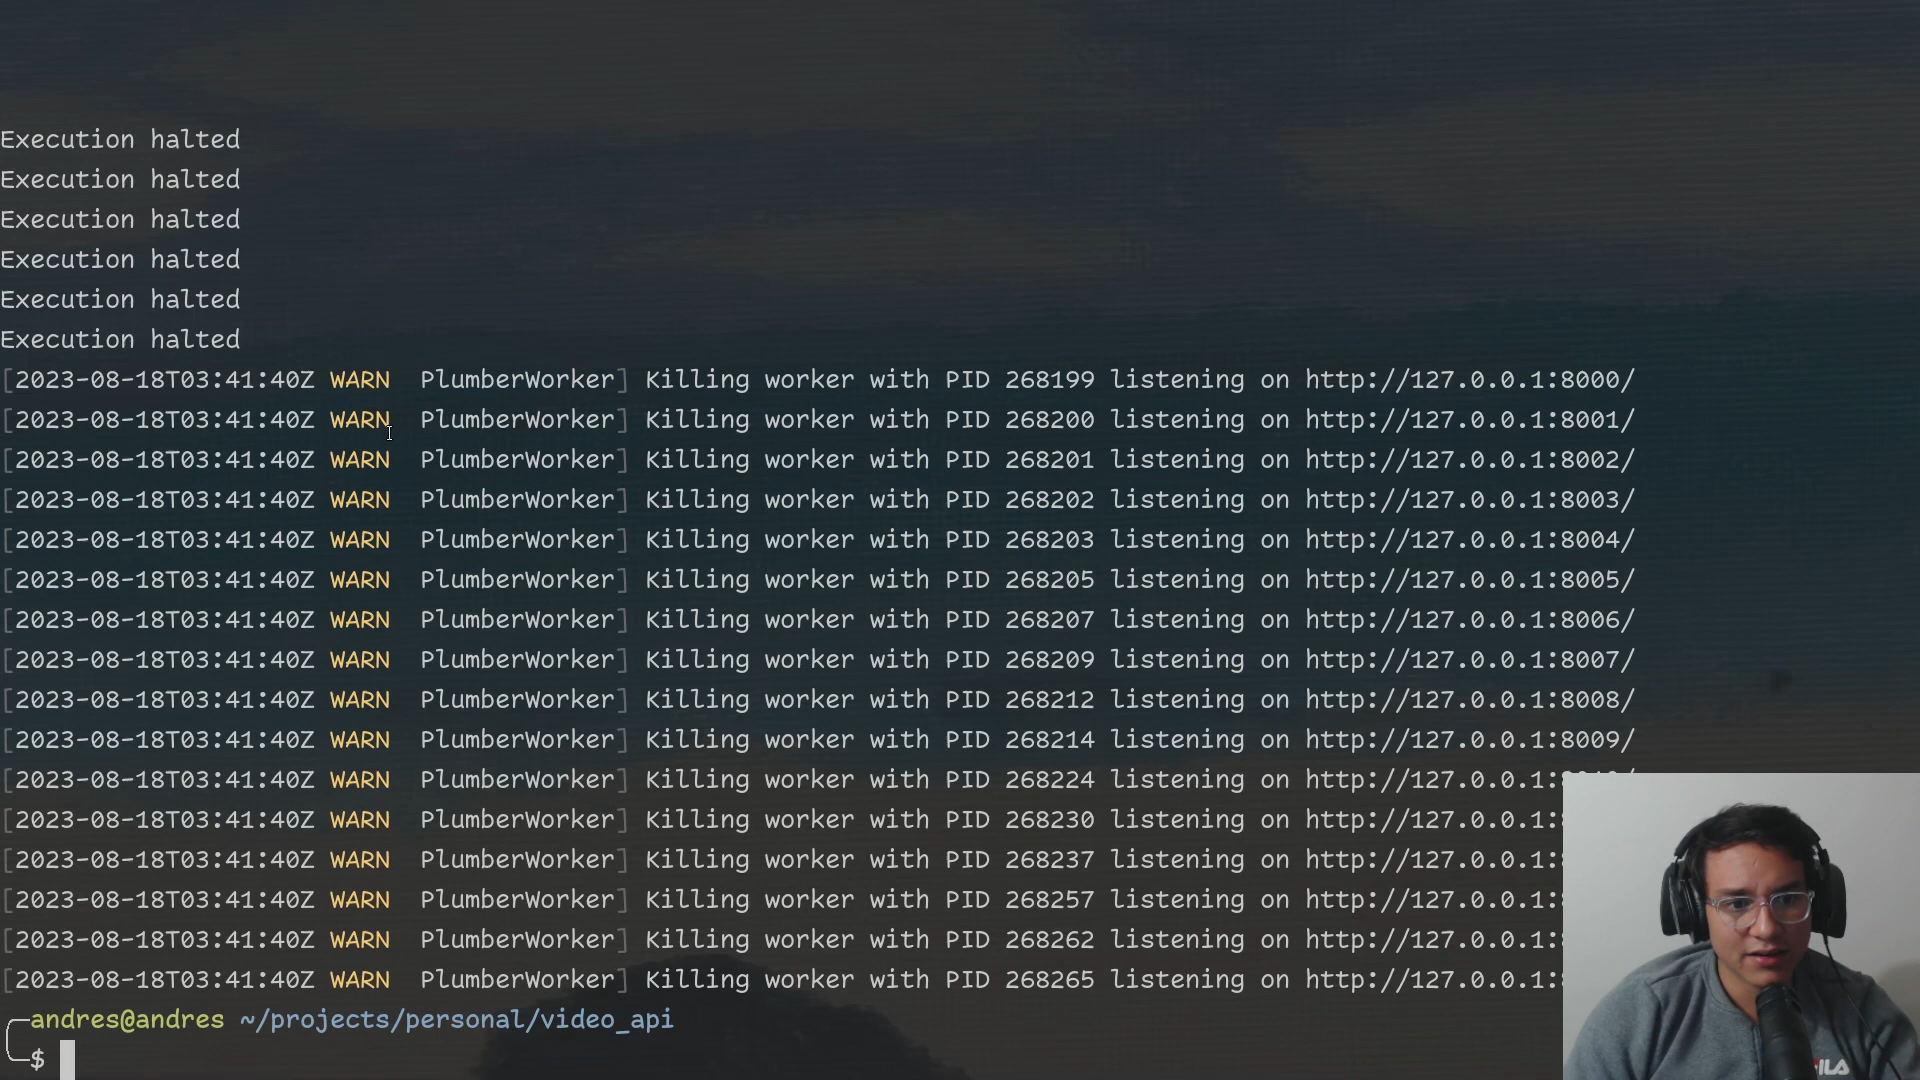 Execution halted
Execution halted
Execution halted
Execution halted
Execution halted
Execution halted
[2023-08-18T03:41:40Z WARN  PlumberWorker] Killing worker with PID 268199 listening on http://127.0.0.1:8000/
[2023-08-18T03:41:40Z WARN  PlumberWorker] Killing worker with PID 268200 listening on http://127.0.0.1:8001/
[2023-08-18T03:41:40Z WARN  PlumberWorker] Killing worker with PID 268201 listening on http://127.0.0.1:8002/
[2023-08-18T03:41:40Z WARN  PlumberWorker] Killing worker with PID 268202 listening on http://127.0.0.1:8003/
[2023-08-18T03:41:40Z WARN  PlumberWorker] Killing worker with PID 268203 listening on http://127.0.0.1:8004/
[2023-08-18T03:41:40Z WARN  PlumberWorker] Killing worker with PID 268205 listening on http://127.0.0.1:8005/
[2023-08-18T03:41:40Z WARN  PlumberWorker] Killing worker with PID 268207 listening on http://127.0.0.1:8006/
[2023-08-18T03:41:40Z WARN  PlumberWorker] Killing worker with PID 268209 listening on http://127.0.0.1:8007/
[2023-08-18T03:41:40Z WARN  PlumberWorker] Killing worker with PID 268212 listening on http://127.0.0.1:8008/
[2023-08-18T03:41:40Z WARN  PlumberWorker] Killing worker with PID 268214 listening on http://127.0.0.1:8009/
[2023-08-18T03:41:40Z WARN  PlumberWorker] Killing worker with PID 268224 listening on http://127.0.0.1:
[2023-08-18T03:41:40Z WARN  PlumberWorker] Killing worker with PID 268230 listening on http://127.0.0.1:
[2023-08-18T03:41:40Z WARN  PlumberWorker] Killing worker with PID 268237 listening on http://127.0.0.1:
[2023-08-18T03:41:40Z WARN  PlumberWorker] Killing worker with PID 268257 listening on http://127.0.0.1:
[2023-08-18T03:41:40Z WARN  PlumberWorker] Killing worker with PID 268262 listening on http://127.0.0.1:
[2023-08-18T03:41:40Z WARN  PlumberWorker] Killing worker with PID 268265 listening on http://127.0.0.1:
andres@andres ~/projects/personal/video_api
$